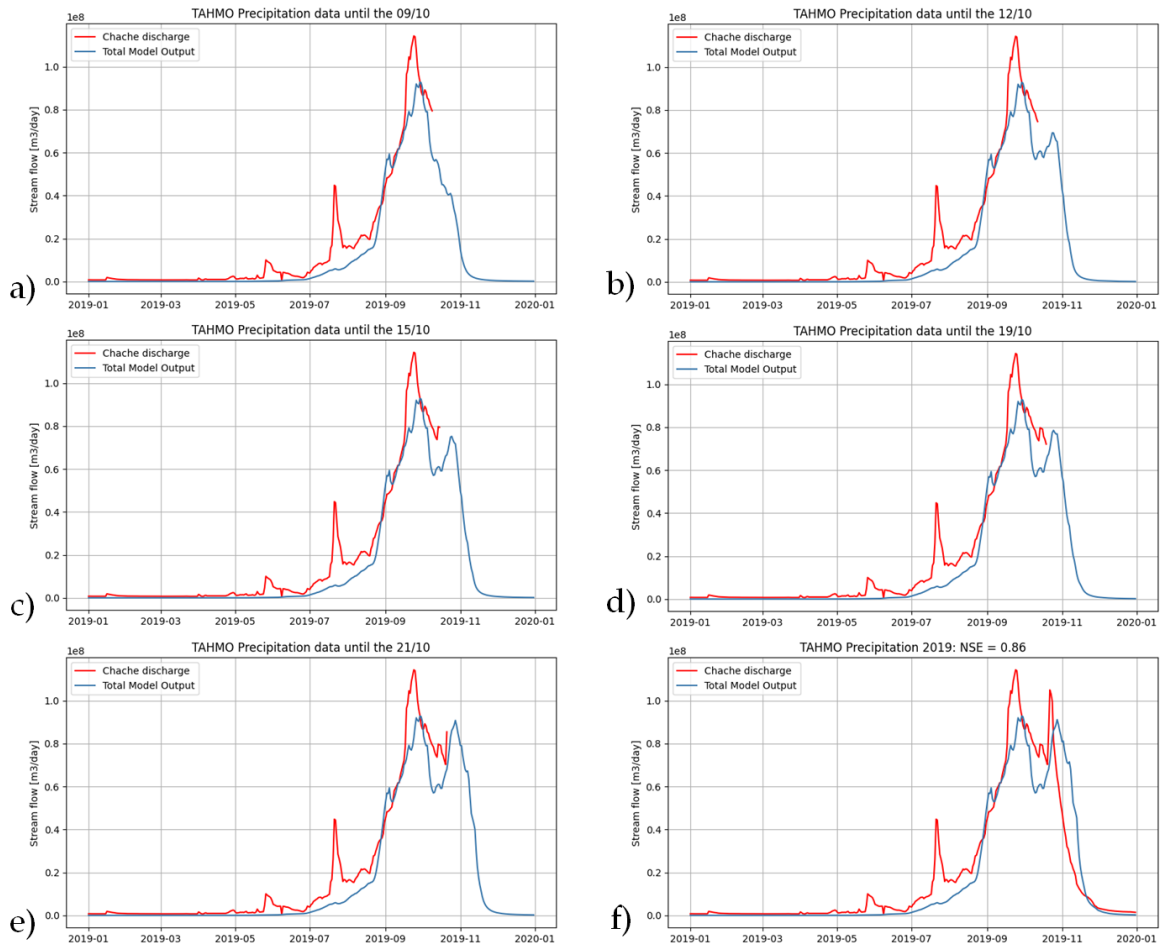 TAHMO Precipitation data until the 09/10
1e8
Chache discharge
Total Model Output
Stream flow [m3/day]
1.0
0.8
0.6
0.4
0.2
0.0
2019-01 2019-03 2019-05 2019-07 2019-09 2019-11 2020-01
a)
TAHMO Precipitation data until the 12/10
1e8
Chache discharge
Total Model Output
Stream flow [m3/day]
1.0
0.8
0.6
0.4
0.2
0.0
2019-01 2019-03 2019-05 2019-07 2019-09 2019-11 2020-01
b)
TAHMO Precipitation data until the 15/10
1e8
Chache discharge
Total Model Output
Stream flow [m3/day]
1.0
0.8
0.6
0.4
0.2
0.0
2019-01 2019-03 2019-05 2019-07 2019-09 2019-11 2020-01
c)
TAHMO Precipitation data until the 19/10
1e8
Chache discharge
Total Model Output
Stream flow [m3/day]
1.0
0.8
0.6
0.4
0.2
0.0
2019-01 2019-03 2019-05 2019-07 2019-09 2019-11 2020-01
d)
TAHMO Precipitation data until the 21/10
1e8
Chache discharge
Total Model Output
Stream flow [m3/day]
1.0
0.8
0.6
0.4
0.2
0.0
2019-01 2019-03 2019-05 2019-07 2019-09 2019-11 2020-01
e)
TAHMO Precipitation 2019: NSE = 0.86
1e8
Chache discharge
Total Model Output
Stream flow [m3/day]
1.0
0.8
0.6
0.4
0.2
0.0
2019-01 2019-03 2019-05 2019-07 2019-09 2019-11 2020-01
f)